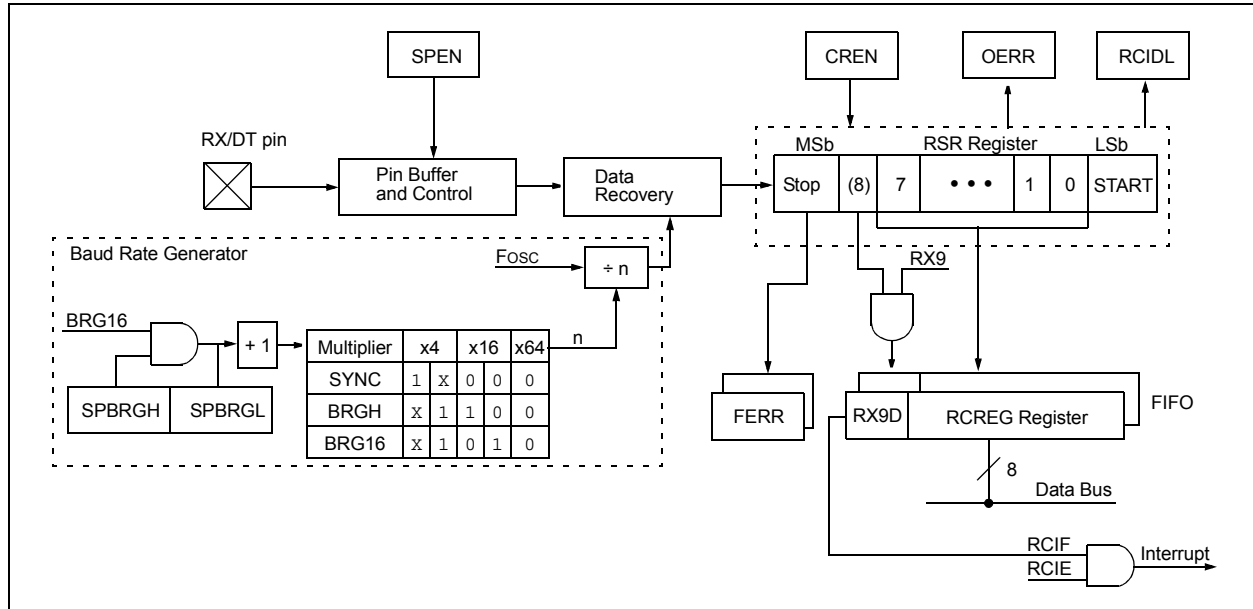 SPEN
CREN
OERR
RCIDL
RX/DT pin
Pin Buffer
and Control
Data
Recovery
MSb
RSR Register
LSb
Stop
(8)
7
• • •
1
0
START
Baud Rate Generator
FOSC
÷ n
RX9
BRG16
+ 1
n
SPBRGH
SPBRGL
Multiplier x4 x16 x64
SYNC 1 X 0 0 0
BRGH X 1 1 0 0
BRG16 X 1 0 1 0
FERR
RX9D
RCREG Register
FIFO
8
Data Bus
RCIF
RCIE
Interrupt